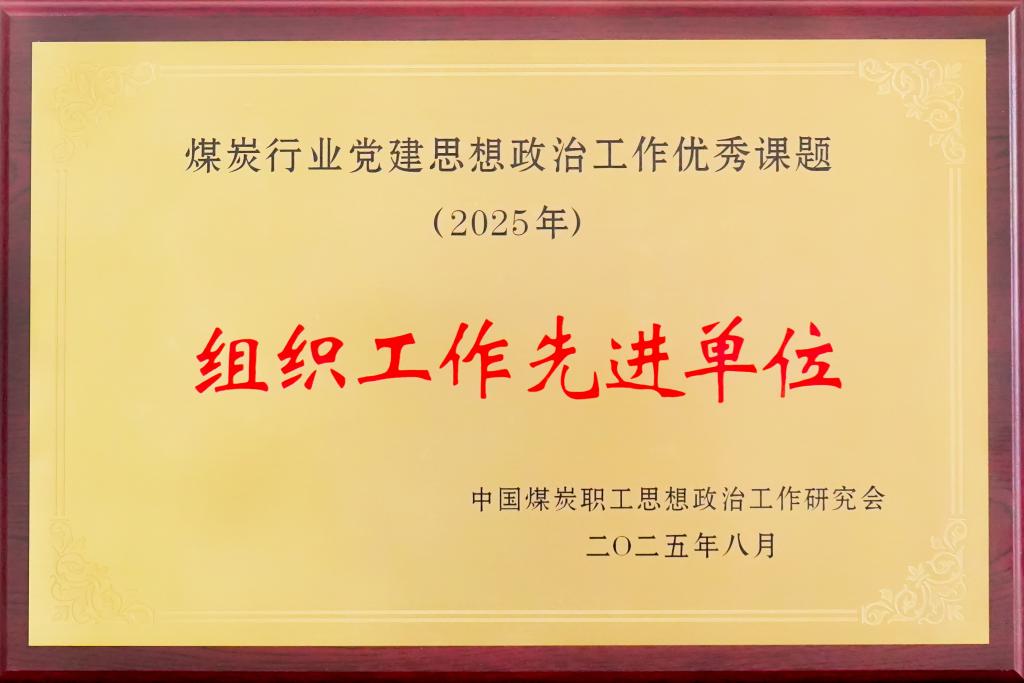 煤炭行业党建思想政治工作优秀课题
（2025年）
组织工作先进单位
中国煤炭职工思想政治工作研究会
二〇二五年八月